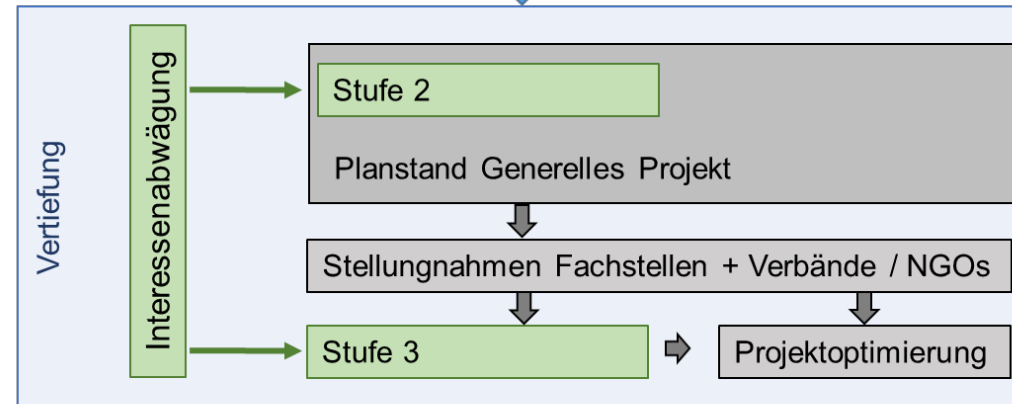 Vertiefung
Interessenabwägung
Stufe 2
Planstand Generelles Projekt
Stellungnahmen Fachstellen + Verbände / NGOs
Stufe 3
Projektoptimierung